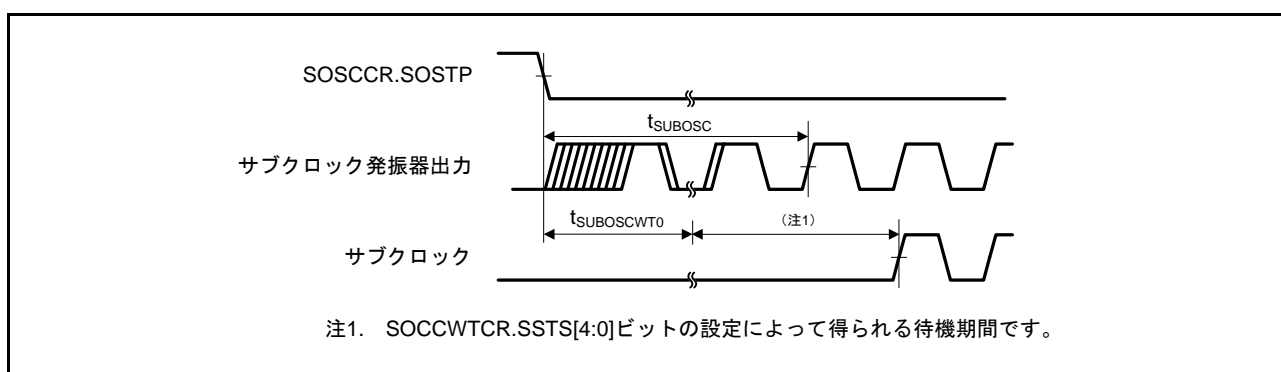 SOSCCR.SOSTP
tSUBOSC
サブクロック発振器出力
tSUBOSCWT0
（注1）
サブクロック
注1. SOCCWTCR.SSTS[4:0]ビットの設定によって得られる待機期間です。